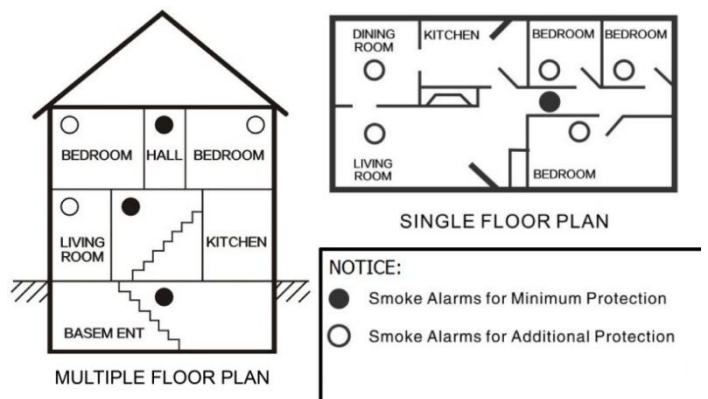 BEDROOM
HALL
BEDROOM
LIVING
ROOM
KITCHEN
BASEM ENT
MULTIPLE FLOOR PLAN
DINING
ROOM
KITCHEN
BEDROOM
BEDROOM
LIVING
ROOM
BEDROOM
SINGLE FLOOR PLAN
NOTICE:
Smoke Alarms for Minimum Protection
Smoke Alarms for Additional Protection